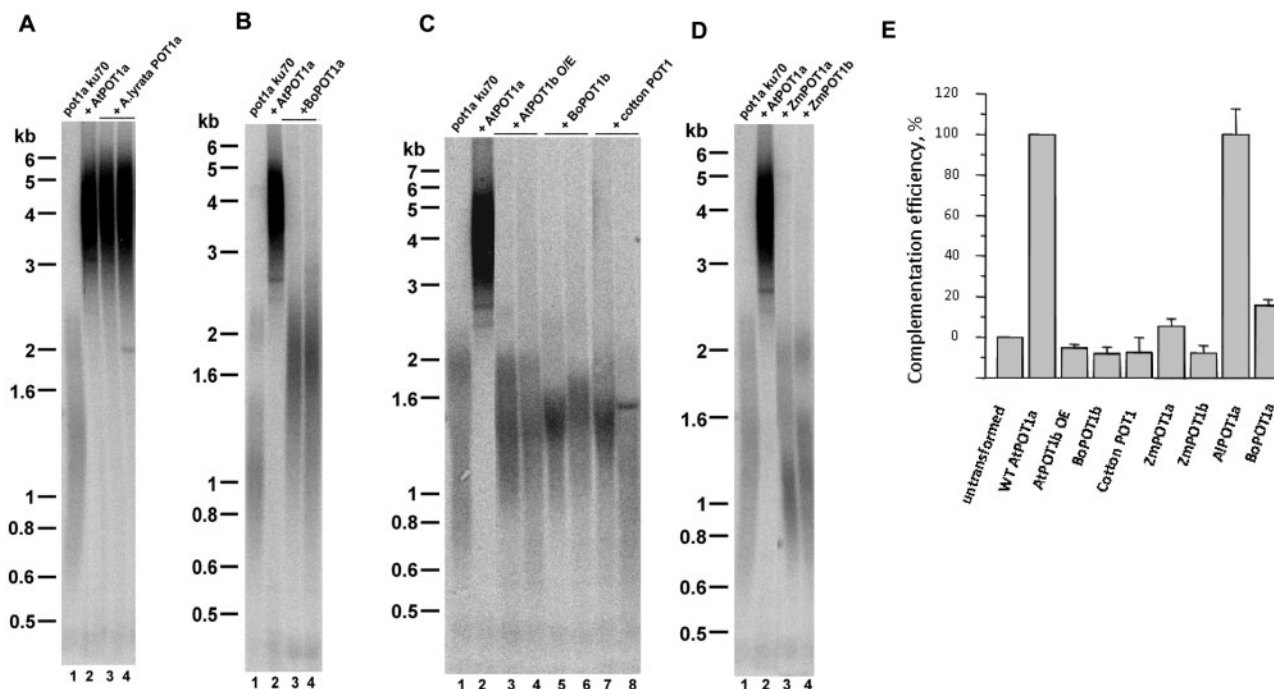 A
pot1a ku70
+ AtPOT1a
+ A.lyrata POT1a
kb
6
5
4
3
2
1.6
1
0.8
0.6
0.5
1 2 3 4
B
pot1a ku70
+ AtPOT1a
+BoPOT1a
kb
6
5
4
3
2
1.6
1
0.8
0.6
0.5
1 2 3 4
C
pot1a ku70
+ AtPOT1a
+ AtPOT1b O/E
+ BoPOT1b
+ cotton POT1
kb
7
6
5
4
3
2
1.6
1
0.8
0.6
0.5
1 2 3 4 5 6 7 8
D
pot1a ku70
+ AtPOT1a
+ ZmPOT1a
+ ZmPOT1b
kb
6
5
4
3
2
1.6
1
0.8
0.6
0.5
1 2 3 4
E
Complementation efficiency, %
120
100
80
60
40
20
0
untransformed
WT AtPOT1a
AtPOT1b OE
BoPOT1b
Cotton POT1
ZmPOT1a
ZmPOT1b
AlPOT1a
BoPOT1a